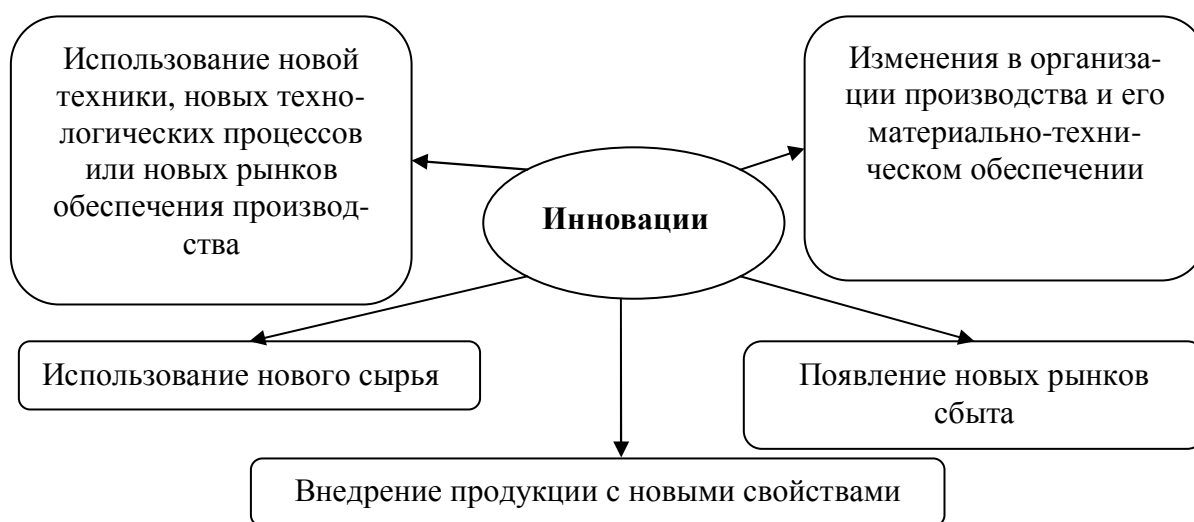 Использование новой
техники, новых техно-
логических процессов
или новых рынков
обеспечения производ-
ства
Изменения в организа-
ции производства и его
материально-техни-
ческом обеспечении
Инновации
Использование нового сырья
Появление новых рынков
сбыта
Внедрение продукции с новыми свойствами